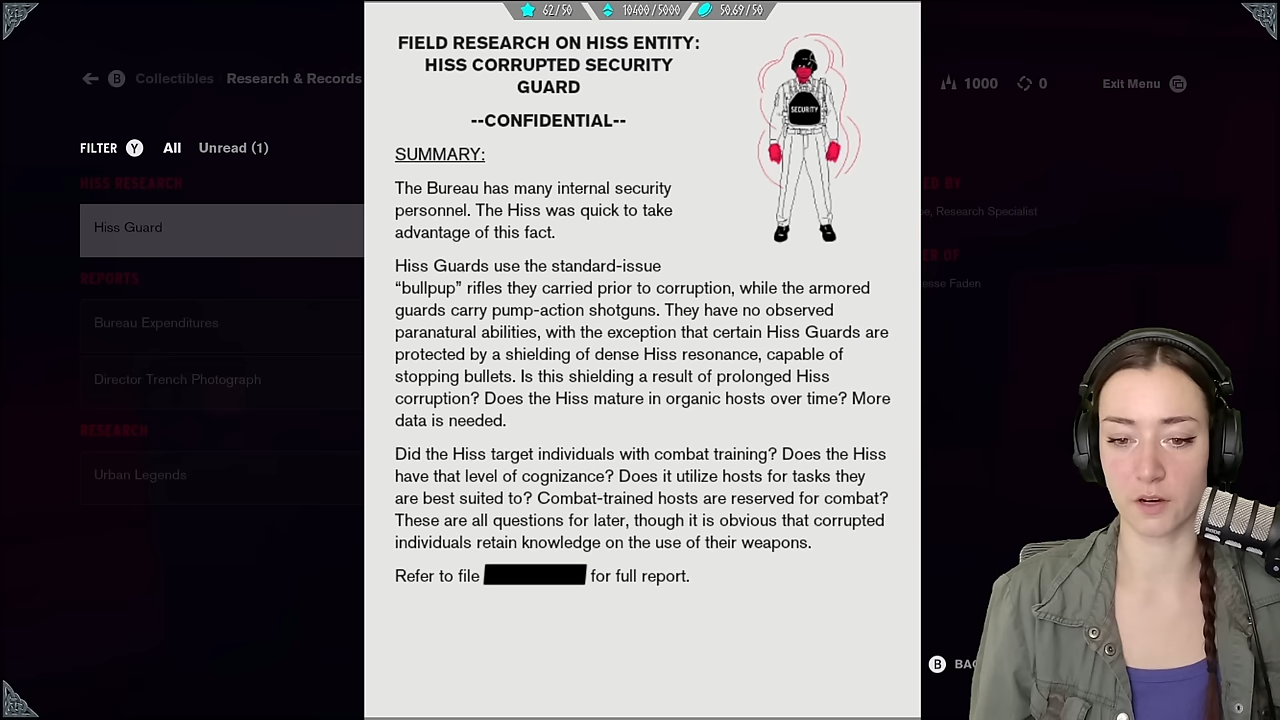 62/50 10400/5000 50.69/50
FIELD RESEARCH ON HISS ENTITY:
HISS CORRUPTED SECURITY
GUARD
--CONFIDENTIAL--
SUMMARY:
The Bureau has many internal security
personnel. The Hiss was quick to take
advantage of this fact.
Hiss Guards use the standard-issue
“bullpup” rifles they carried prior to corruption, while the armored
guards carry pump-action shotguns. They have no observed
paranatural abilities, with the exception that certain Hiss Guards are
protected by a shielding of dense Hiss resonance, capable of
stopping bullets. Is this shielding a result of prolonged Hiss
corruption? Does the Hiss mature in organic hosts over time? More
data is needed.
Did the Hiss target individuals with combat training? Does the Hiss
have that level of cognizance? Does it utilize hosts for tasks they
are best suited to? Combat-trained hosts are reserved for combat?
These are all questions for later, though it is obvious that corrupted
individuals retain knowledge on the use of their weapons.
Refer to file for full report.
SECURITY
B Collectibles Research & Records
FILTER Y All Unread (1)
HISS RESEARCH
Hiss Guard
REPORTS
Bureau Expenditures
Director Trench Photograph
RESEARCH
Urban Legends
1000 0 Exit Menu
ED BY
Research Specialist
ER OF
esse Faden
B BAC